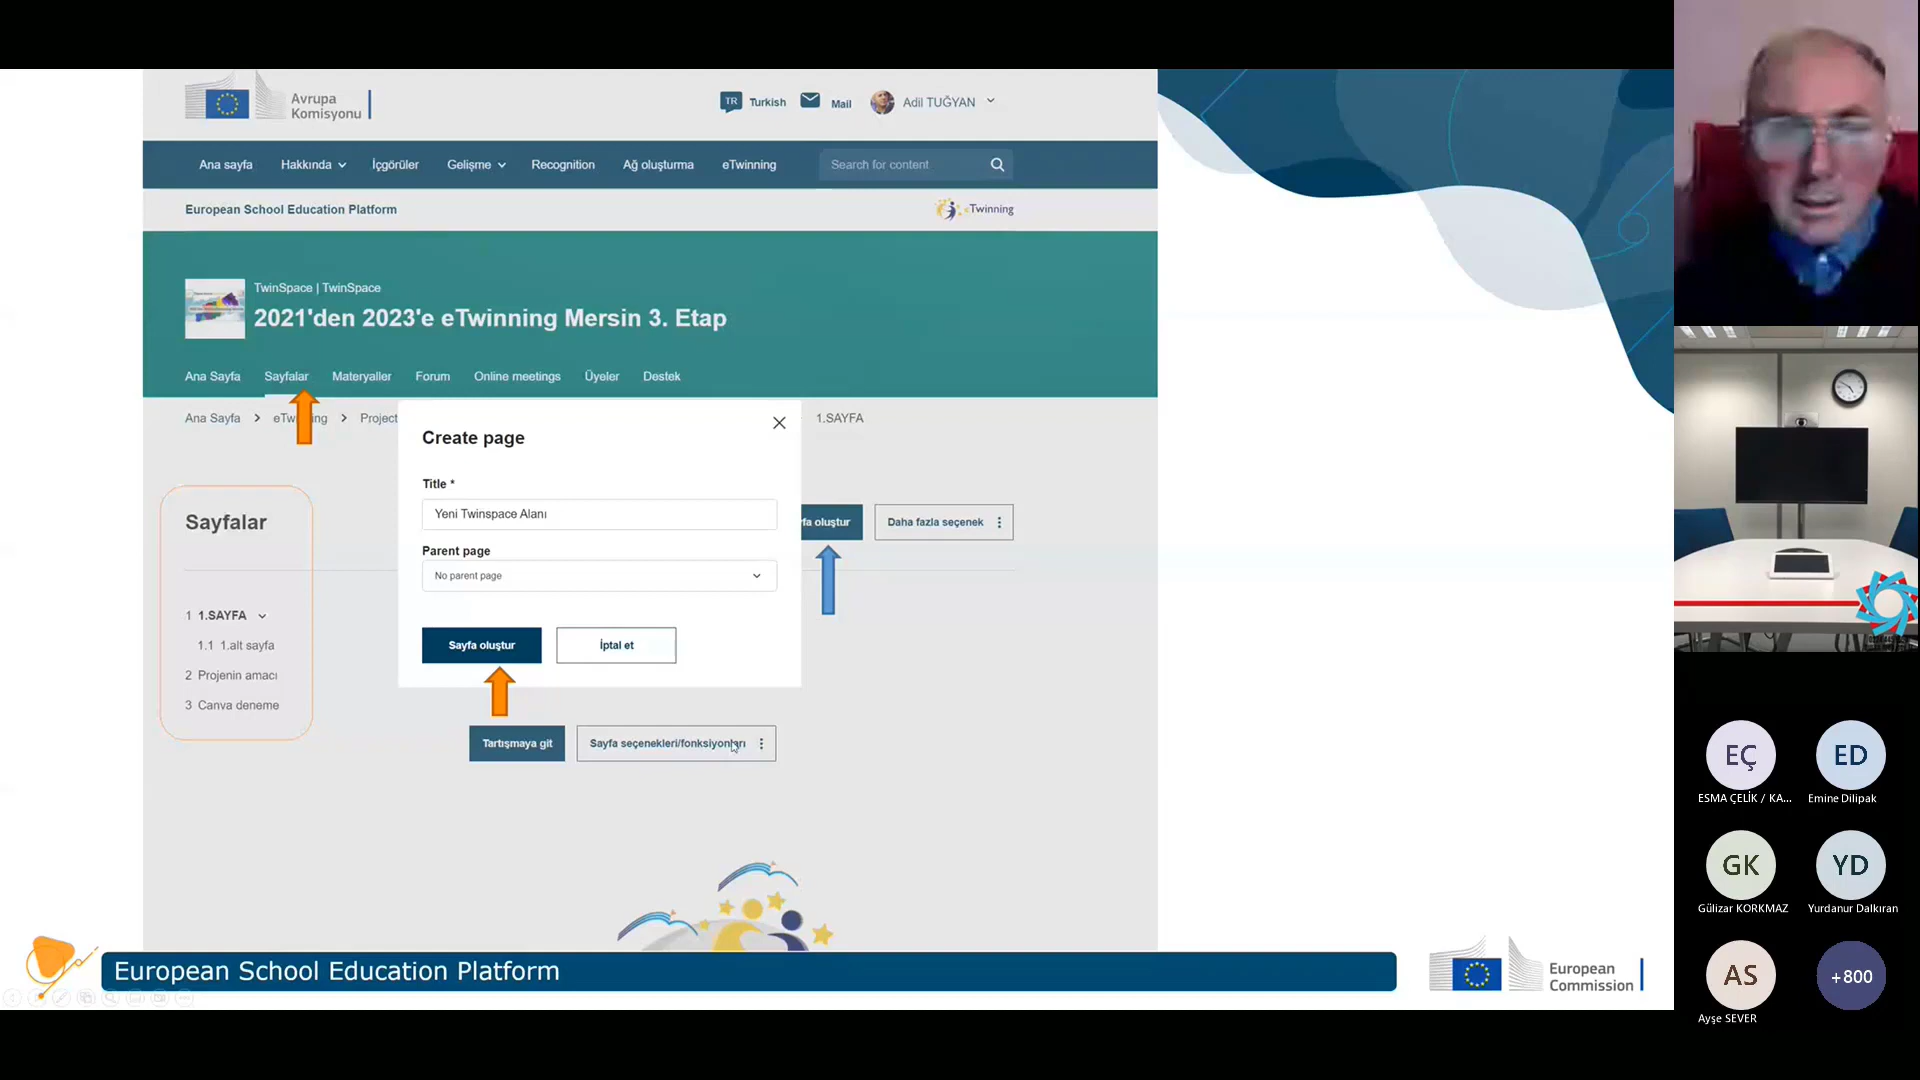 Avrupa
Komisyonu
TR Turkish Mail Adil TUĞYAN
Ana sayfa Hakkında İçgörüler Gelişme Recognition Ağ oluşturma eTwinning Search for content
European School Education Platform
eTwinning
TwinSpace | TwinSpace
2021'den 2023'e eTwinning Mersin 3. Etap
Ana Sayfa Sayfalar Materyaller Forum Online meetings Üyeler Destek
Ana Sayfa > > Project 1.SAYFA
Create page
Title *
Yeni Twinspace Alanı
Parent page
No parent page
Sayfa oluştur İptal et
fa oluştur Daha fazla seçenek
Sayfalar
1 1.SAYFA
1.1 1.alt sayfa
2 Projenin amacı
3 Canva deneme
Tartışmaya git Sayfa seçenekleri/fonksiyonları
European School Education Platform
European
Commission
EÇ ED
ESMA ÇELİK / KA... Emine Dilipak
GK YD
Gülizar KORKMAZ Yurdanur Dalkıran
AS +800
Ayşe SEVER